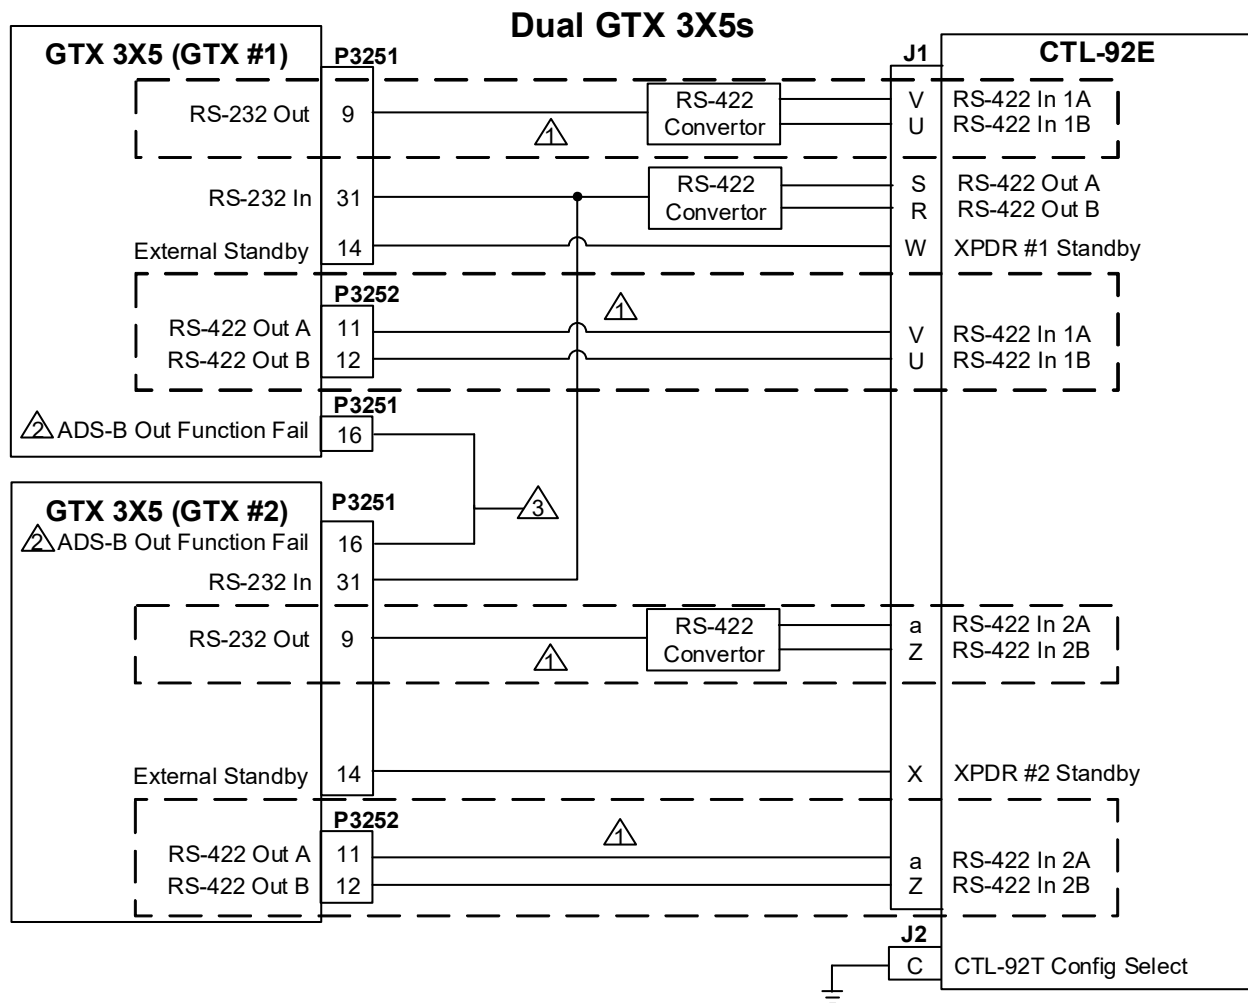 Dual GTX 3X5s
GTX 3X5 (GTX #1)
P3251
J1
CTL-92E
RS-232 Out
9
1
RS-422
Convertor
V
U
RS-422 In 1A
RS-422 In 1B
RS-232 In
31
RS-422
Convertor
S
R
RS-422 Out A
RS-422 Out B
External Standby
14
W
XPDR #1 Standby
P3252
1
RS-422 Out A
11
V
RS-422 In 1A
RS-422 Out B
12
U
RS-422 In 1B
P3251
2 ADS-B Out Function Fail
16
3
GTX 3X5 (GTX #2)
P3251
2 ADS-B Out Function Fail
16
RS-232 In
31
RS-232 Out
9
1
RS-422
Convertor
a
Z
RS-422 In 2A
RS-422 In 2B
External Standby
14
X
XPDR #2 Standby
P3252
1
RS-422 Out A
11
a
RS-422 In 2A
RS-422 Out B
12
Z
RS-422 In 2B
J2
C
CTL-92T Config Select